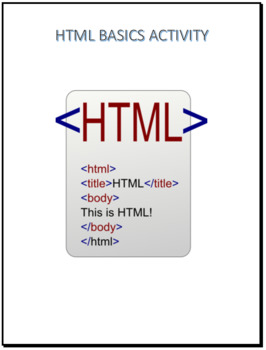 HTML BASICS ACTIVITY
<HTML>
<html>
<title>HTML</title>
<body>
This is HTML!
</body>
</html>